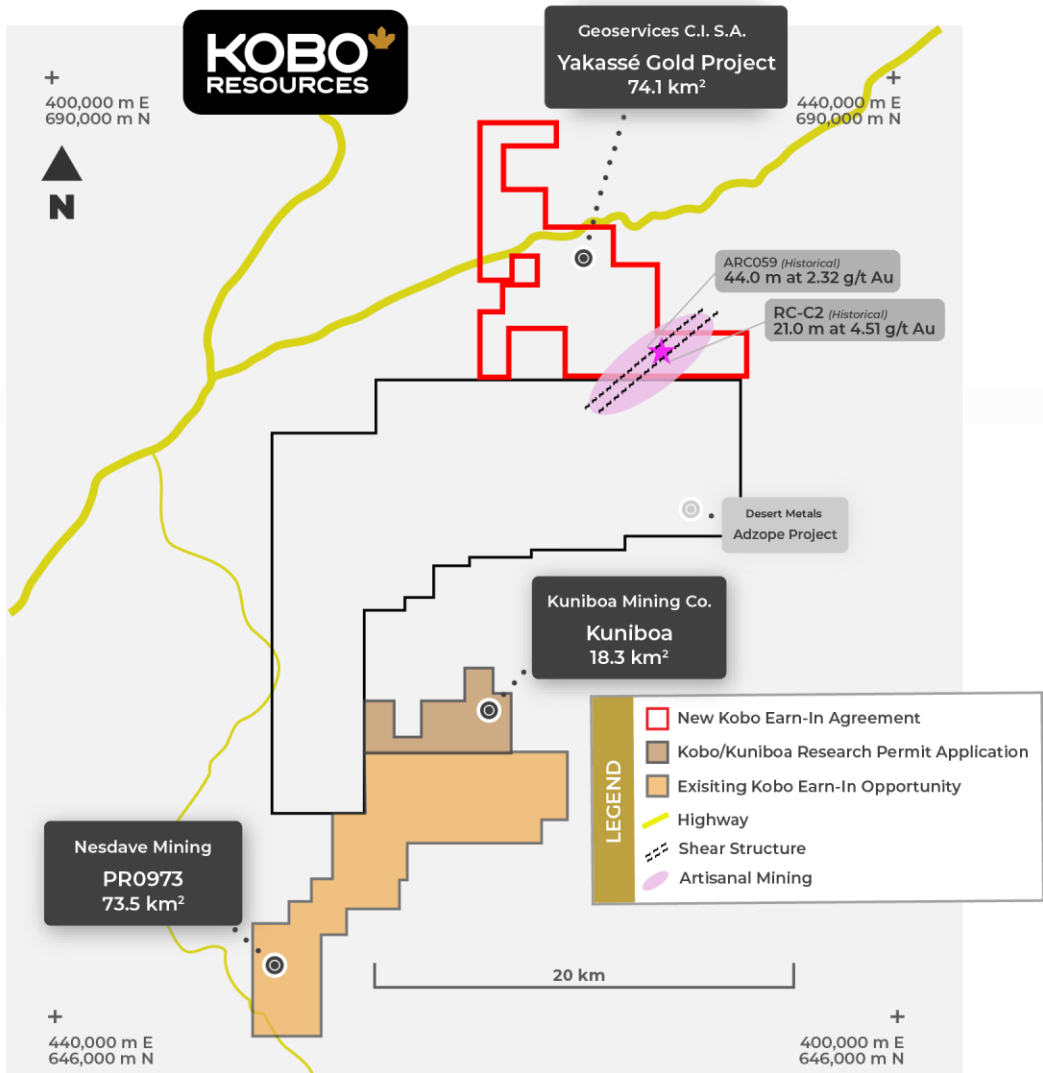 KOBO
RESOURCES
Geoservices C.I. S.A.
Yakassé Gold Project
74.1 km²
400,000 m E
690,000 m N
440,000 m E
690,000 m N
N
ARC059 (Historical)
44.0 m at 2.32 g/t Au
RC-C2 (Historical)
21.0 m at 4.51 g/t Au
Desert Metals
Adzope Project
Kuniboa Mining Co.
Kuniboa
18.3 km²
LEGEND
New Kobo Earn-In Agreement
Kobo/Kuniboa Research Permit Application
Exisiting Kobo Earn-In Opportunity
Highway
Shear Structure
Artisanal Mining
Nesdave Mining
PR0973
73.5 km²
20 km
440,000 m E
646,000 m N
400,000 m E
646,000 m N